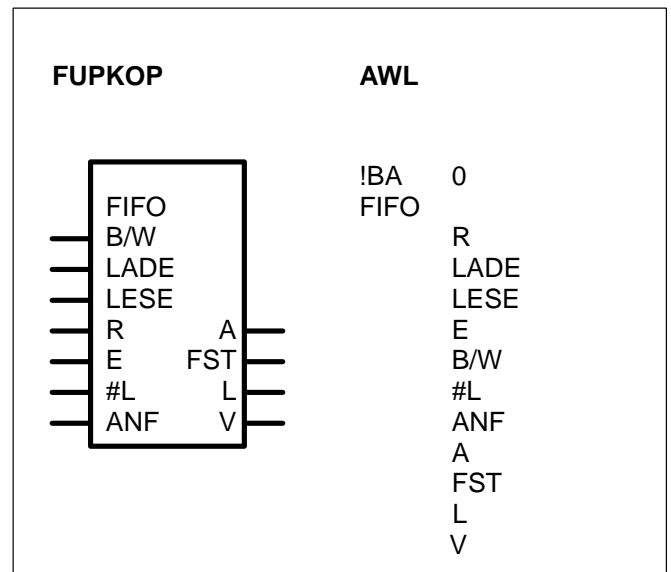 FUPKOP
AWL
FIFO
B/W
LADE
LESE
R A
E FST
#L L
ANF V
!BA 0
FIFO
R
LADE
LESE
E
B/W
#L
ANF
A
FST
L
V